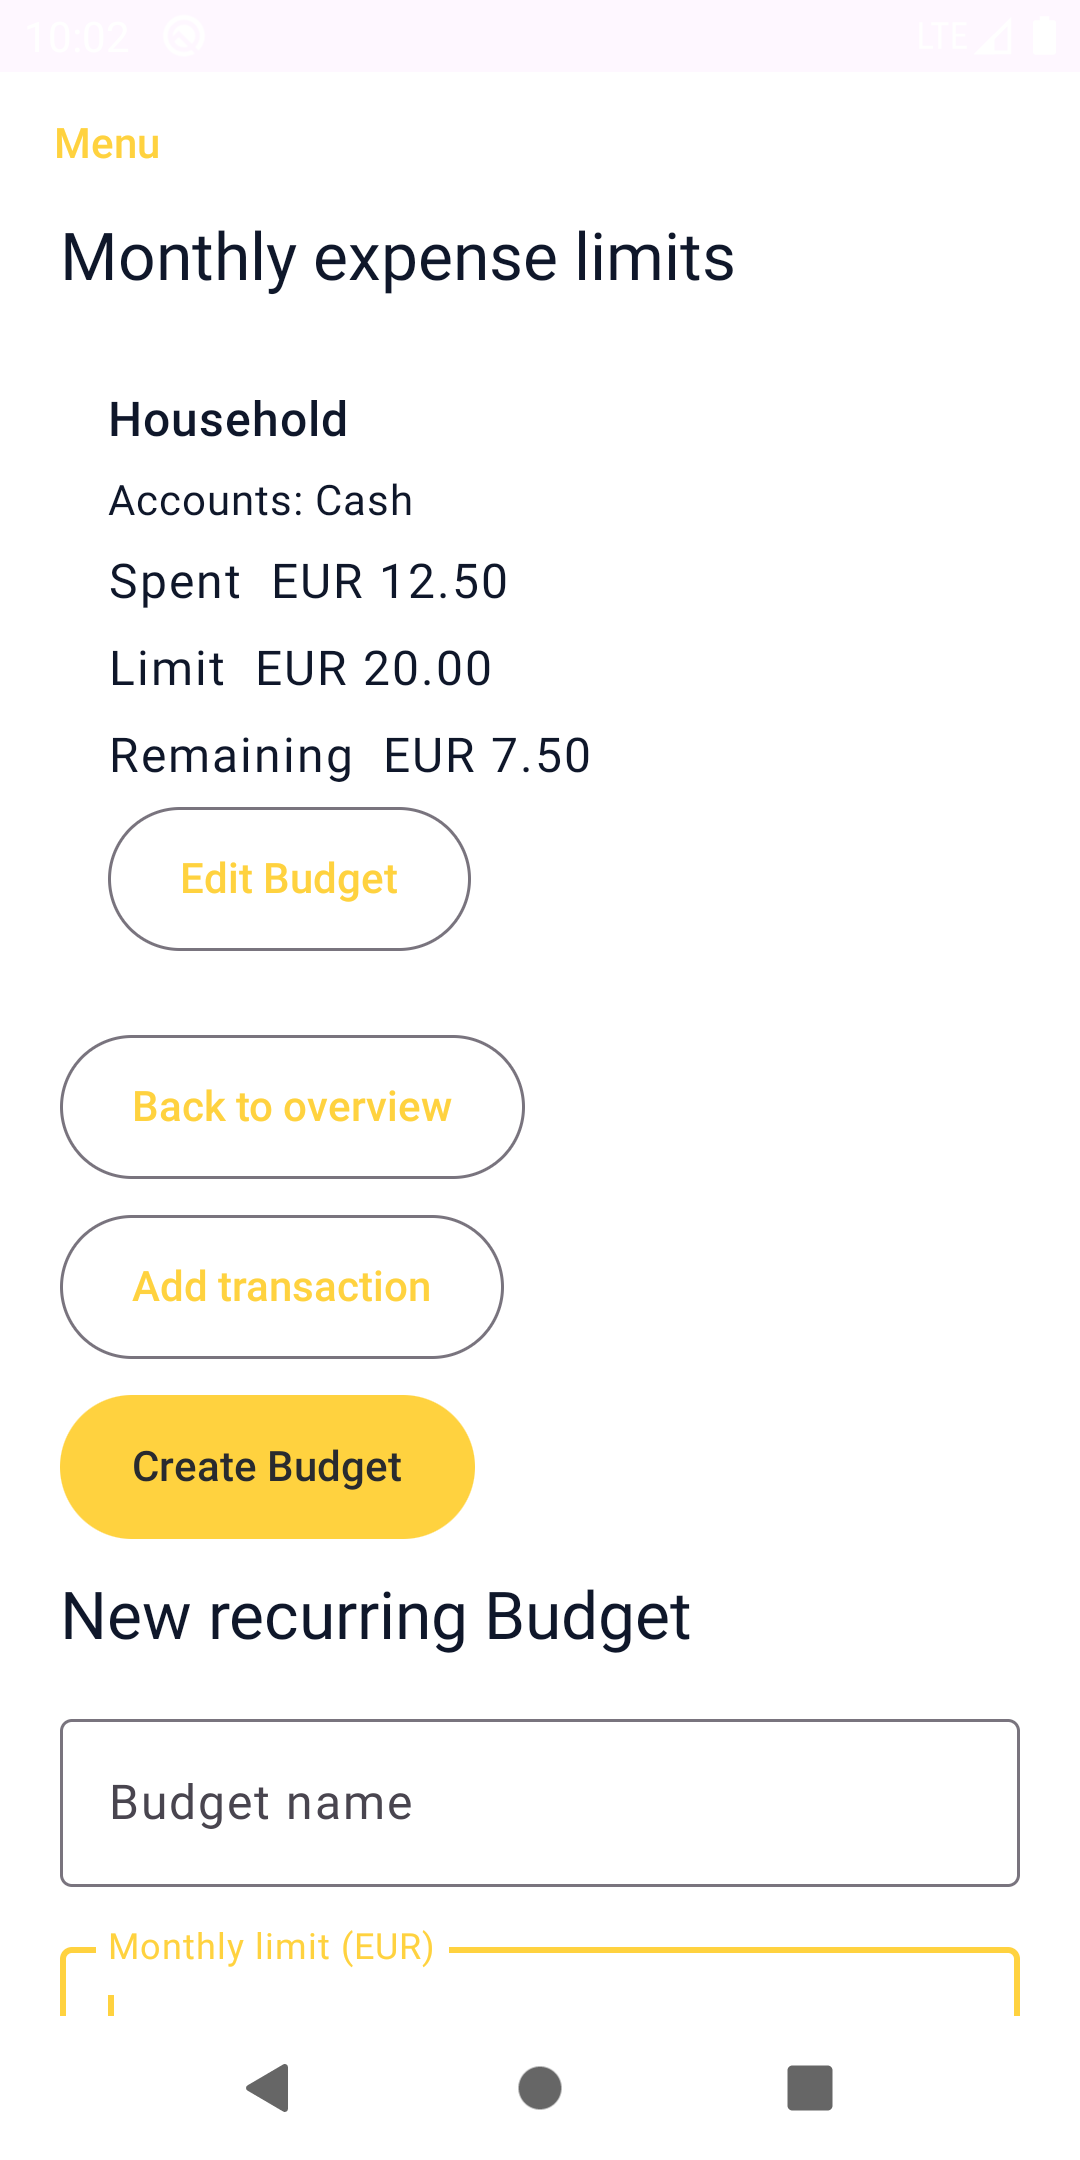 10:02 LTE
Menu
Monthly expense limits
Household
Accounts: Cash
Spent EUR 12.50
Limit EUR 20.00
Remaining EUR 7.50
Edit Budget
Back to overview
Add transaction
Create Budget
New recurring Budget
Budget name
Monthly limit (EUR)